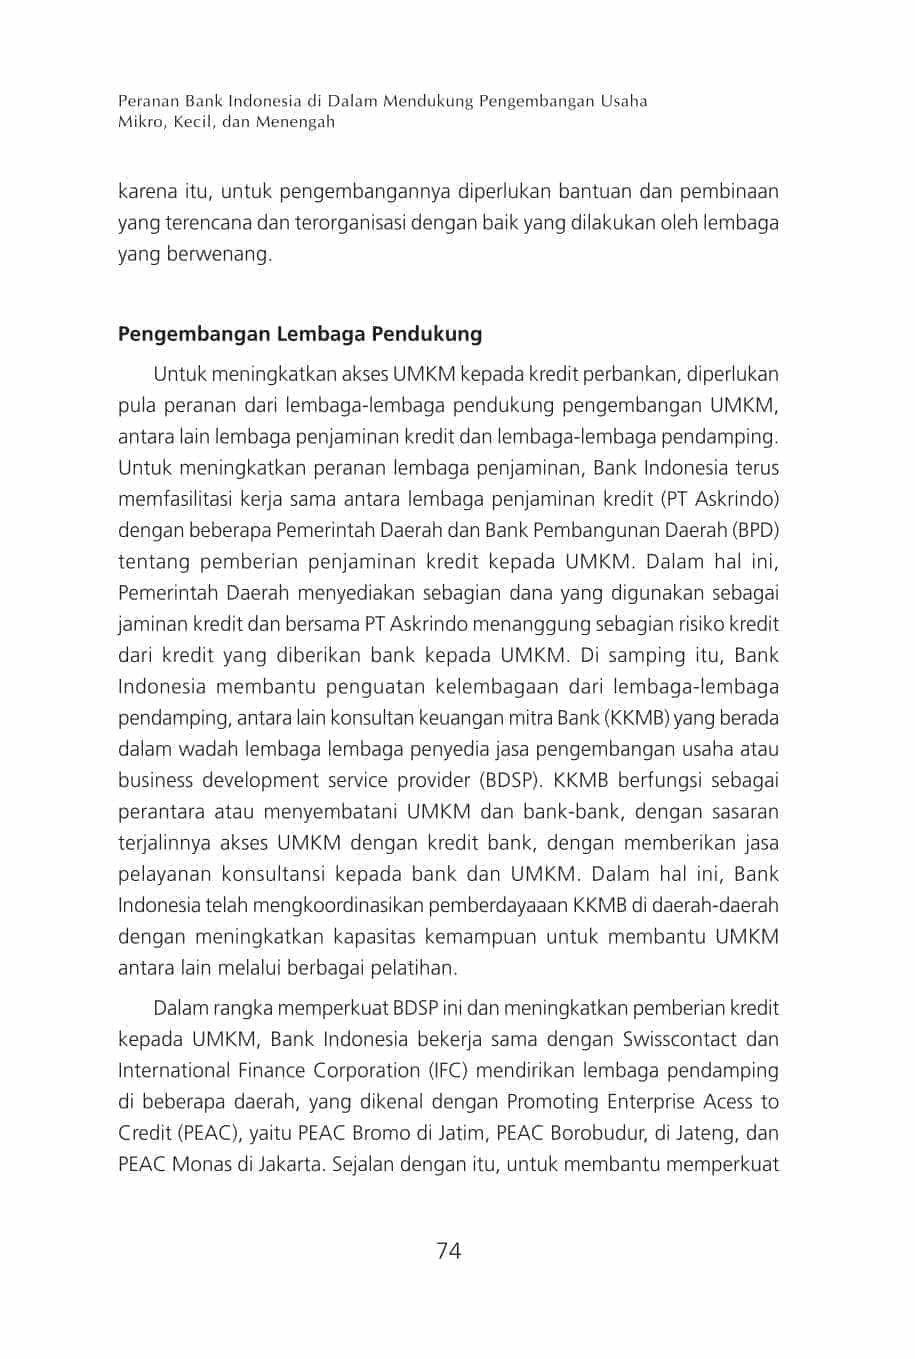 Peranan Bank Indonesia di Dalam Mendukung Pengembangan Usaha
Mikro, Kecil, dan Menengah
karena itu, untuk pengembangannya diperlukan bantuan dan pembinaan
yang terencana dan terorganisasi dengan baik yang dilakukan oleh lembaga
yang berwenang.
Pengembangan Lembaga Pendukung
Untuk meningkatkan akses UMKM kepada kredit perbankan, diperlukan
pula peranan dari lembaga-lembaga pendukung pengembangan UMKM,
antara lain lembaga penjaminan kredit dan lembaga-lembaga pendamping.
Untuk meningkatkan peranan lembaga penjaminan, Bank Indonesia terus
memfasilitasi kerja sama antara lembaga penjaminan kredit (PT Askrindo)
dengan beberapa Pemerintah Daerah dan Bank Pembangunan Daerah (BPD)
tentang pemberian penjaminan kredit kepada UMKM. Dalam hal ini,
Pemerintah Daerah menyediakan sebagian dana yang digunakan sebagai
jaminan kredit dan bersama PT Askrindo menanggung sebagian risiko kredit
dari kredit yang diberikan bank kepada UMKM. Di samping itu, Bank
Indonesia membantu penguatan kelembagaan dari lembaga-lembaga
pendamping, antara lain konsultan keuangan mitra Bank (KKMB) yang berada
dalam wadah lembaga lembaga penyedia jasa pengembangan usaha atau
business development service provider (BDSP). KKMB berfungsi sebagai
perantara atau menyembatani UMKM dan bank-bank, dengan sasaran
terjalinnya akses UMKM dengan kredit bank, dengan memberikan jasa
pelayanan konsultansi kepada bank dan UMKM. Dalam hal ini, Bank
Indonesia telah mengkoordinasikan pemberdayaaan KKMB di daerah-daerah
dengan meningkatkan kapasitas kemampuan untuk membantu UMKM
antara lain melalui berbagai pelatihan.
Dalam rangka memperkuat BDSP ini dan meningkatkan pemberian kredit
kepada UMKM, Bank Indonesia bekerja sama dengan Swisscontact dan
International Finance Corporation (IFC) mendirikan lembaga pendamping
di beberapa daerah, yang dikenal dengan Promoting Enterprise Acess to
Credit (PEAC), yaitu PEAC Bromo di Jatim, PEAC Borobudur, di Jateng, dan
PEAC Monas di Jakarta. Sejalan dengan itu, untuk membantu memperkuat
74